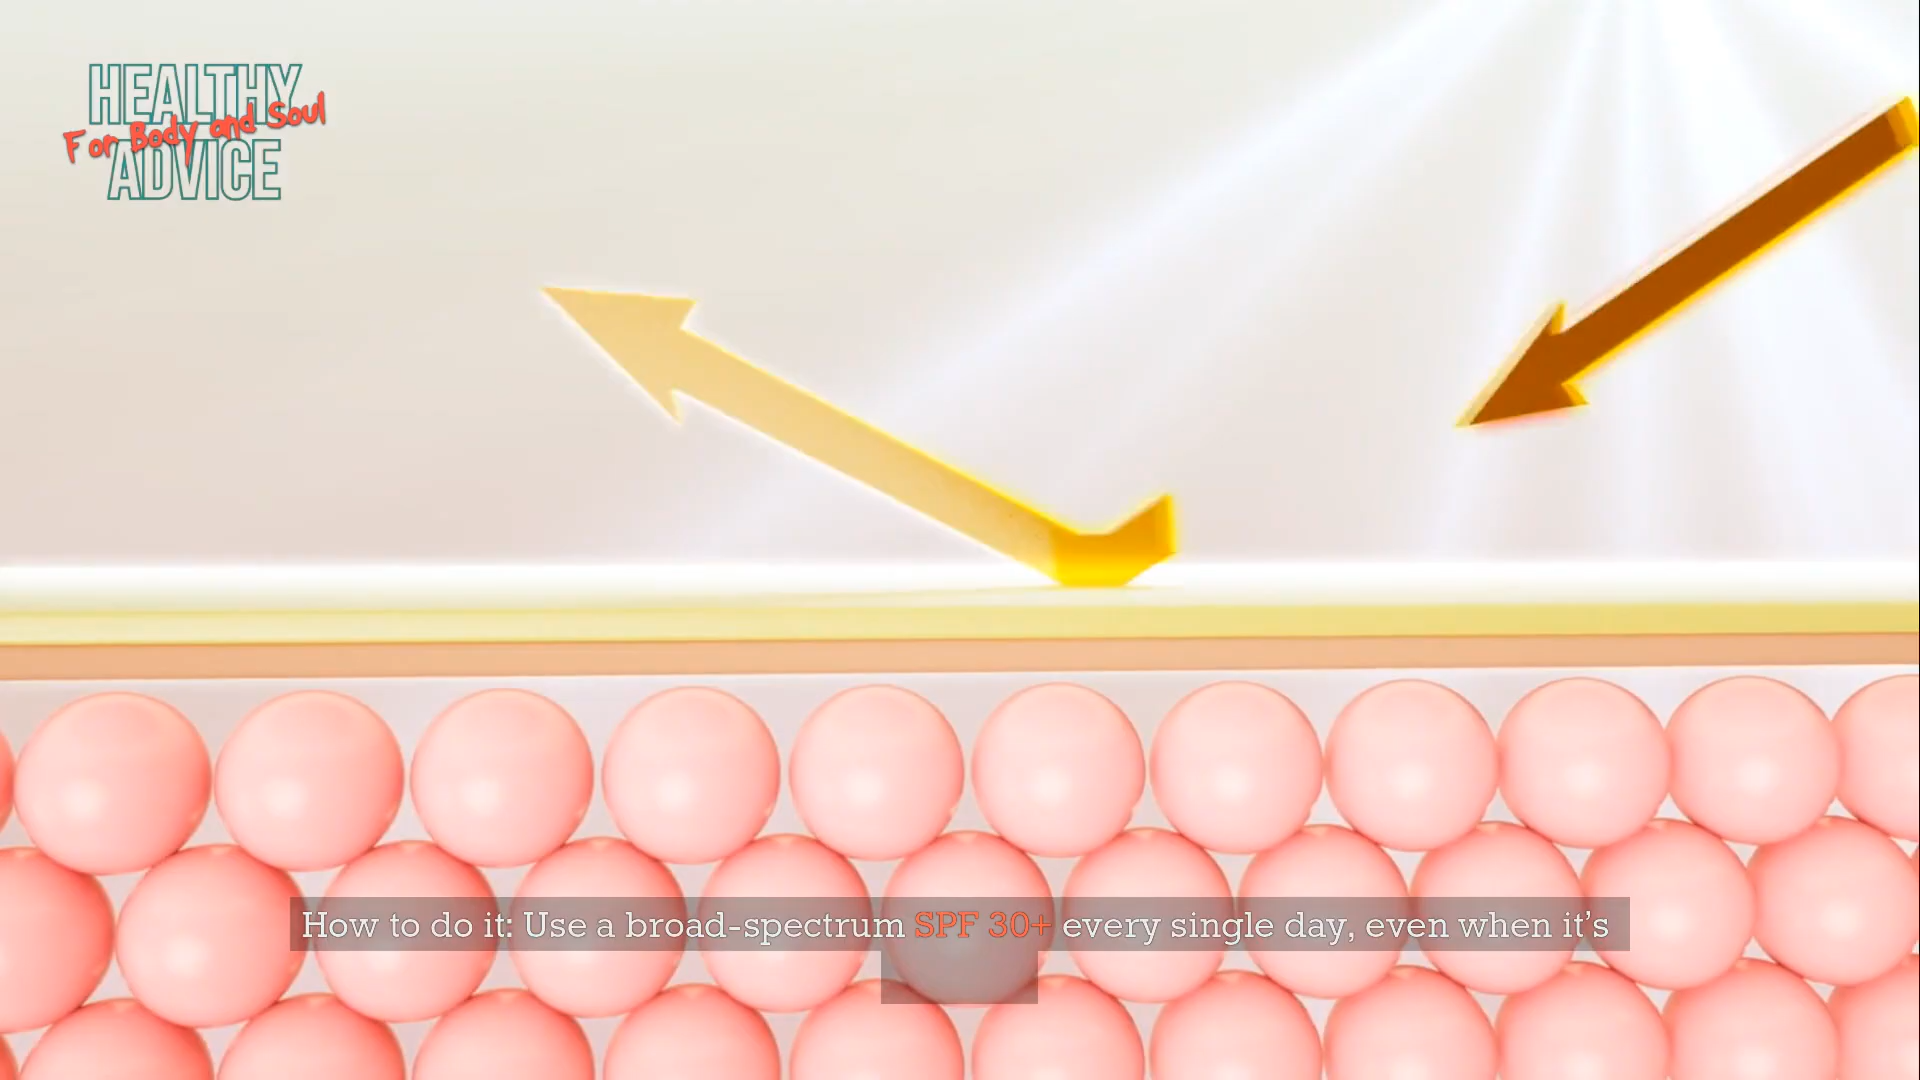 HEALTHY
For Body and Soul
ADVICE
How to do it: Use a broad-spectrum SPF 30+ every single day, even when it's